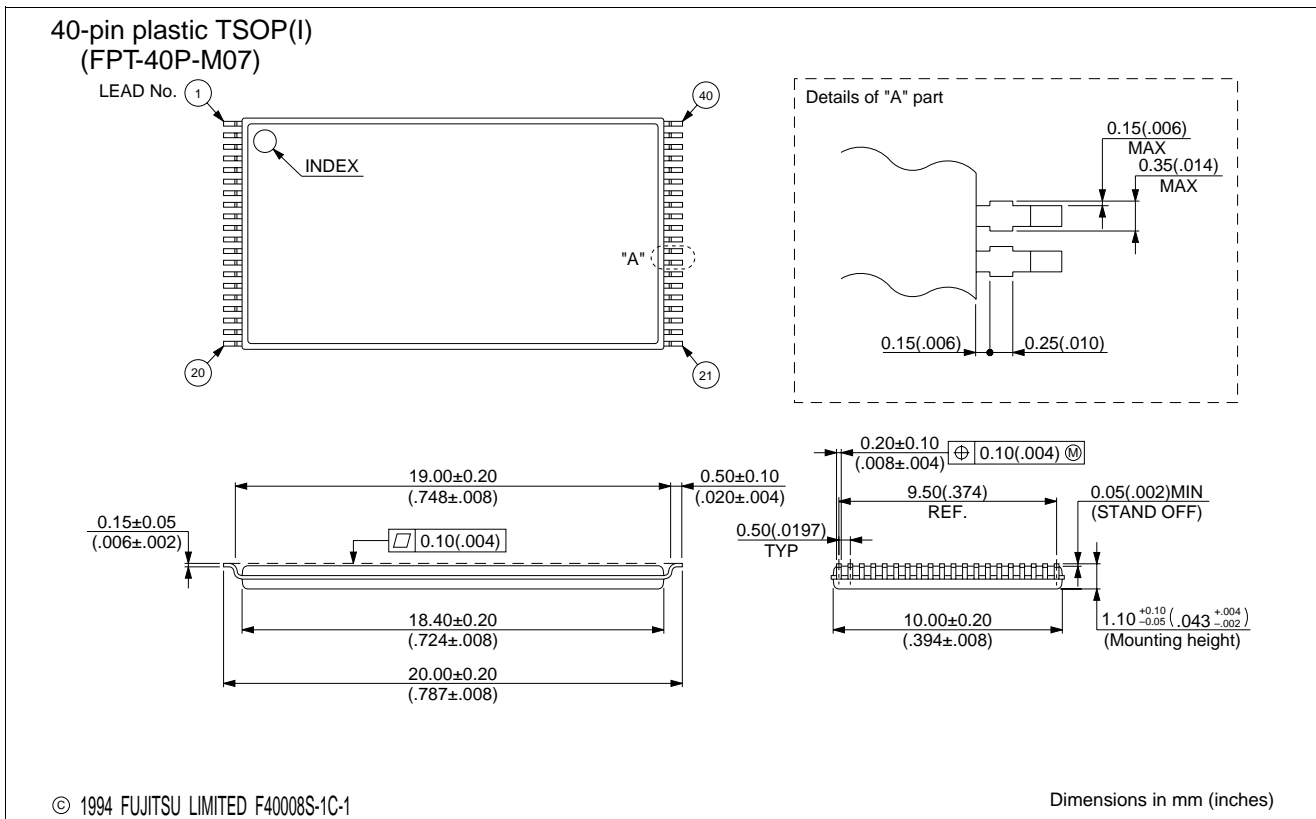 40-pin plastic TSOP(I)
(FPT-40P-M07)
LEAD No. 1
40
INDEX
"A"
20
21
Details of "A" part
0.15(.006)
MAX
0.35(.014)
MAX
0.15(.006)
0.25(.010)
19.00±0.20
(.748±.008)
0.50±0.10
(.020±.004)
0.15±0.05
(.006±.002)
0.10(.004)
18.40±0.20
(.724±.008)
20.00±0.20
(.787±.008)
0.20±0.10
(.008±.004)
0.10(.004) Ⓜ
9.50(.374)
REF.
0.05(.002)MIN
(STAND OFF)
0.50(.0197)
TYP
10.00±0.20
(.394±.008)
1.10 +0.10 –0.05 (.043 +.004 –.002)
(Mounting height)
© 1994 FUJITSU LIMITED F40008S-1C-1
Dimensions in mm (inches)